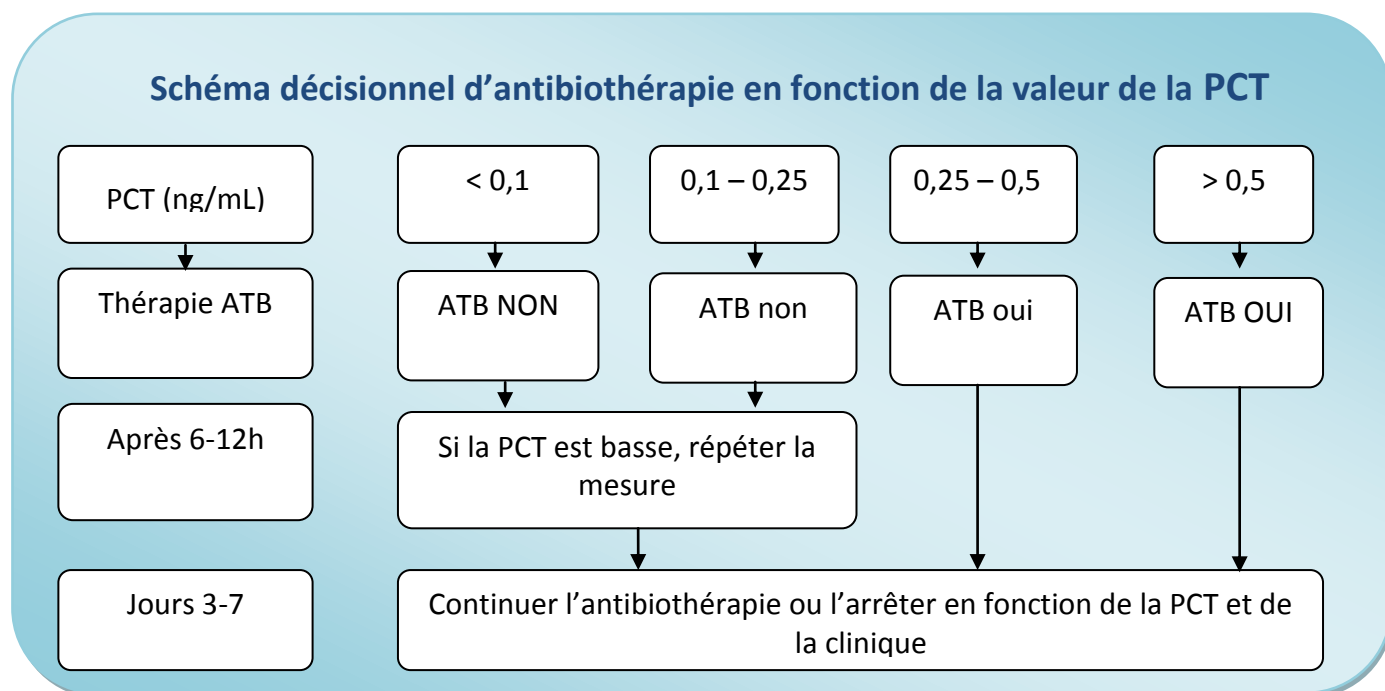 Schéma décisionnel d'antibiothérapie en fonction de la valeur de la PCT
PCT (ng/mL)
< 0,1
0,1 – 0,25
0,25 – 0,5
> 0,5
Thérapie ATB
ATB NON
ATB non
ATB oui
ATB OUI
Après 6-12h
Si la PCT est basse, répéter la
mesure
Jours 3-7
Continuer l'antibiothérapie ou l'arrêter en fonction de la PCT et de
la clinique